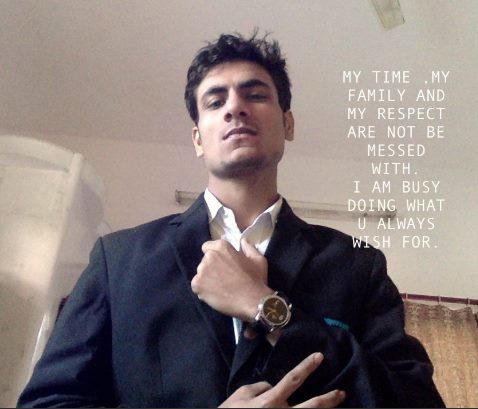 MY TIME ,MY
FAMILY AND
MY RESPECT
ARE NOT BE
MESSED
WITH.
I AM BUSY
DOING WHAT
U ALWAYS
WISH FOR.